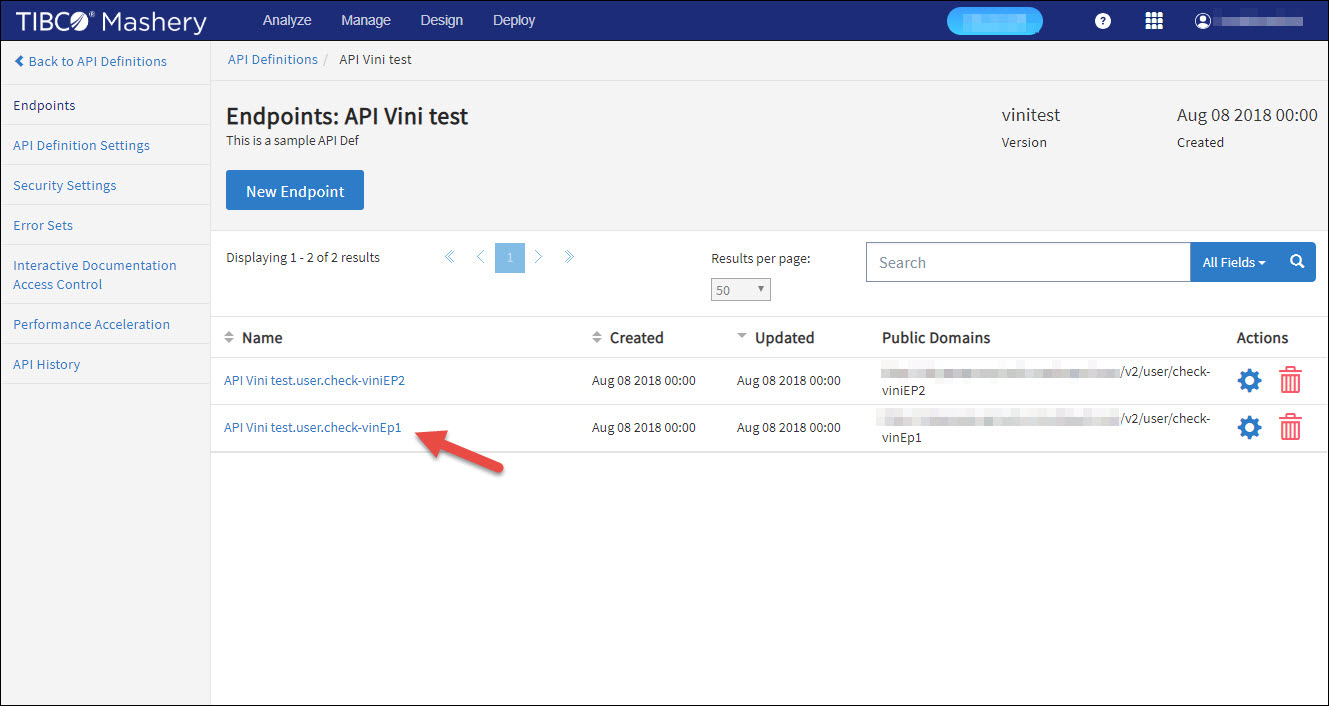 TIBCO® Mashery Analyze Manage Design Deploy ?
Back to API Definitions
API Definitions / API Vini test
Endpoints
API Definition Settings
Security Settings
Error Sets
Interactive Documentation
Access Control
Performance Acceleration
API History
Endpoints: API Vini test
This is a sample API Def
vinitest
Version
Aug 08 2018 00:00
Created
New Endpoint
Displaying 1 - 2 of 2 results
1
Results per page:
50
Search
All Fields
Name Created Updated Public Domains Actions
API Vini test.user.check-viniEP2 Aug 08 2018 00:00 Aug 08 2018 00:00 /v2/user/check-
viniEP2
API Vini test.user.check-vinEp1 Aug 08 2018 00:00 Aug 08 2018 00:00 /v2/user/check-
vinEp1